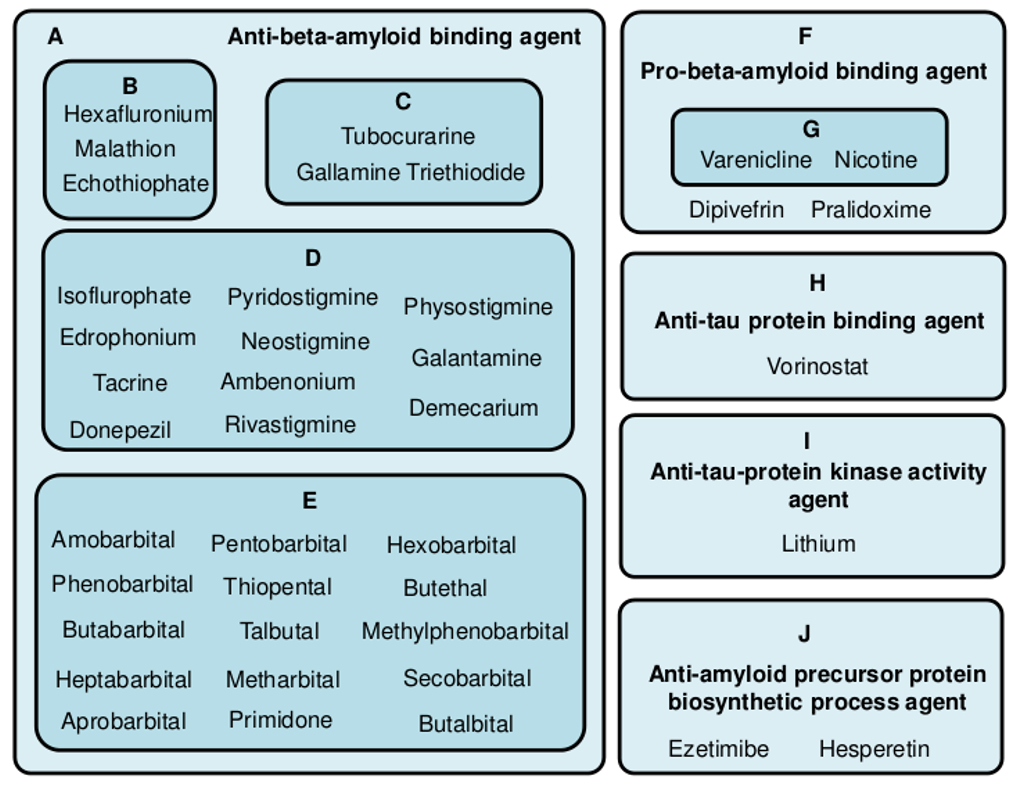 A
Anti-beta-amyloid binding agent
B
Hexafluronium
Malathion
Echothiophate
C
Tubocurarine
Gallamine Triethiodide
D
Isoflurophate Pyridostigmine Physostigmine
Edrophonium Neostigmine Galantamine
Tacrine Ambenonium Demecarium
Donepezil Rivastigmine
E
Amobarbital Pentobarbital Hexobarbital
Phenobarbital Thiopental Butethal
Butabarbital Talbutal Methylphenobarbital
Heptabarbital Metharbital Secobarbital
Aprobarbital Primidone Butalbital
F
Pro-beta-amyloid binding agent
G
Varenicline Nicotine
Dipivefrin Pralidoxime
H
Anti-tau protein binding agent
Vorinostat
I
Anti-tau-protein kinase activity
agent
Lithium
J
Anti-amyloid precursor protein
biosynthetic process agent
Ezetimibe Hesperetin